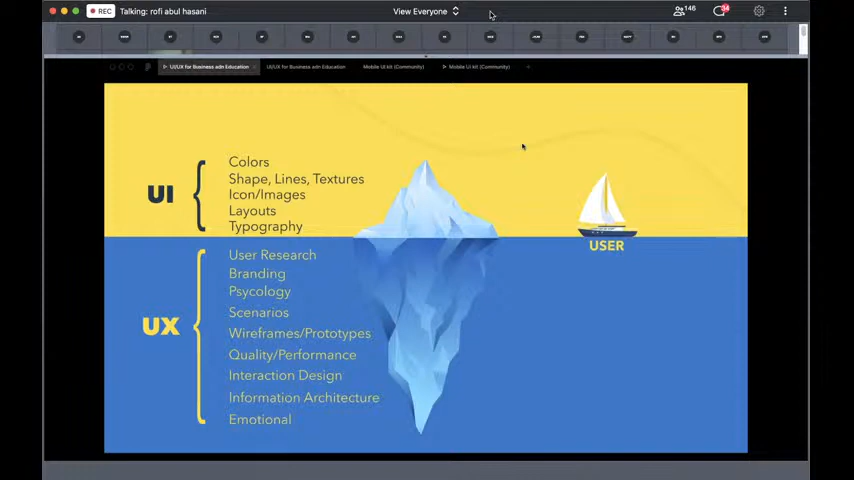 REC
Talking: rofi abul hasani
View Everyone
146
34
UI/UX for Business adn Education
UI/UX for Business adn Education
Mobile UI kit (Community)
Mobile UI kit (Community)
UI
Colors
Shape, Lines, Textures
Icon/Images
Layouts
Typography
USER
UX
User Research
Branding
Psycology
Scenarios
Wireframes/Prototypes
Quality/Performance
Interaction Design
Information Architecture
Emotional